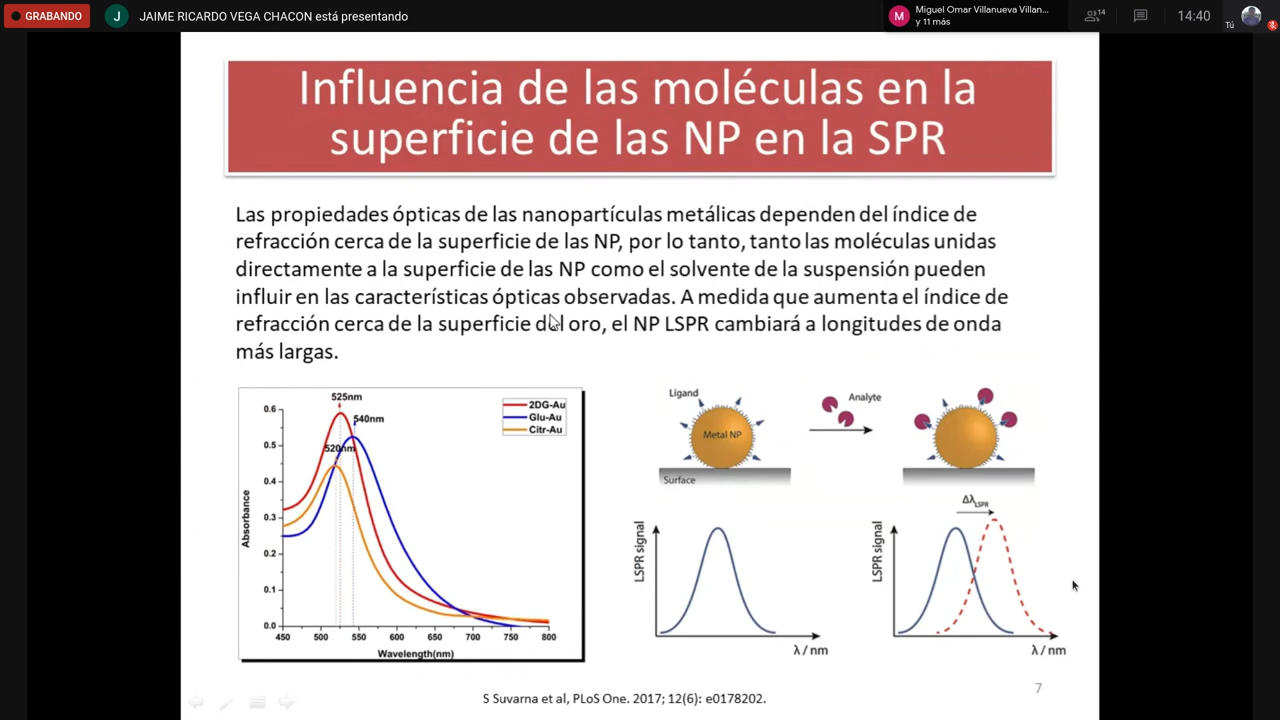 GRABANDO
J
JAIME RICARDO VEGA CHACON está presentando
M
Miguel Omar Villanueva Villan...
y 11 más
14
14:40
Tú
Influencia de las moléculas en la
superficie de las NP en la SPR
Las propiedades ópticas de las nanopartículas metálicas dependen del índice de
refracción cerca de la superficie de las NP, por lo tanto, tanto las moléculas unidas
directamente a la superficie de las NP como el solvente de la suspensión pueden
influir en las características ópticas observadas. A medida que aumenta el índice de
refracción cerca de la superficie del oro, el NP LSPR cambiará a longitudes de onda
más largas.
525nm
540nm
520nm
2DG-Au
Glu-Au
Citr-Au
Absorbance
0.6
0.5
0.4
0.3
0.2
0.1
0.0
450 500 550 600 650 700 750 800
Wavelength(nm)
Ligand
Metal NP
Surface
Analyte
LSPR signal
λ / nm
ΔλLSPR
LSPR signal
λ / nm
7
S Suvarna et al, PLoS One. 2017; 12(6): e0178202.